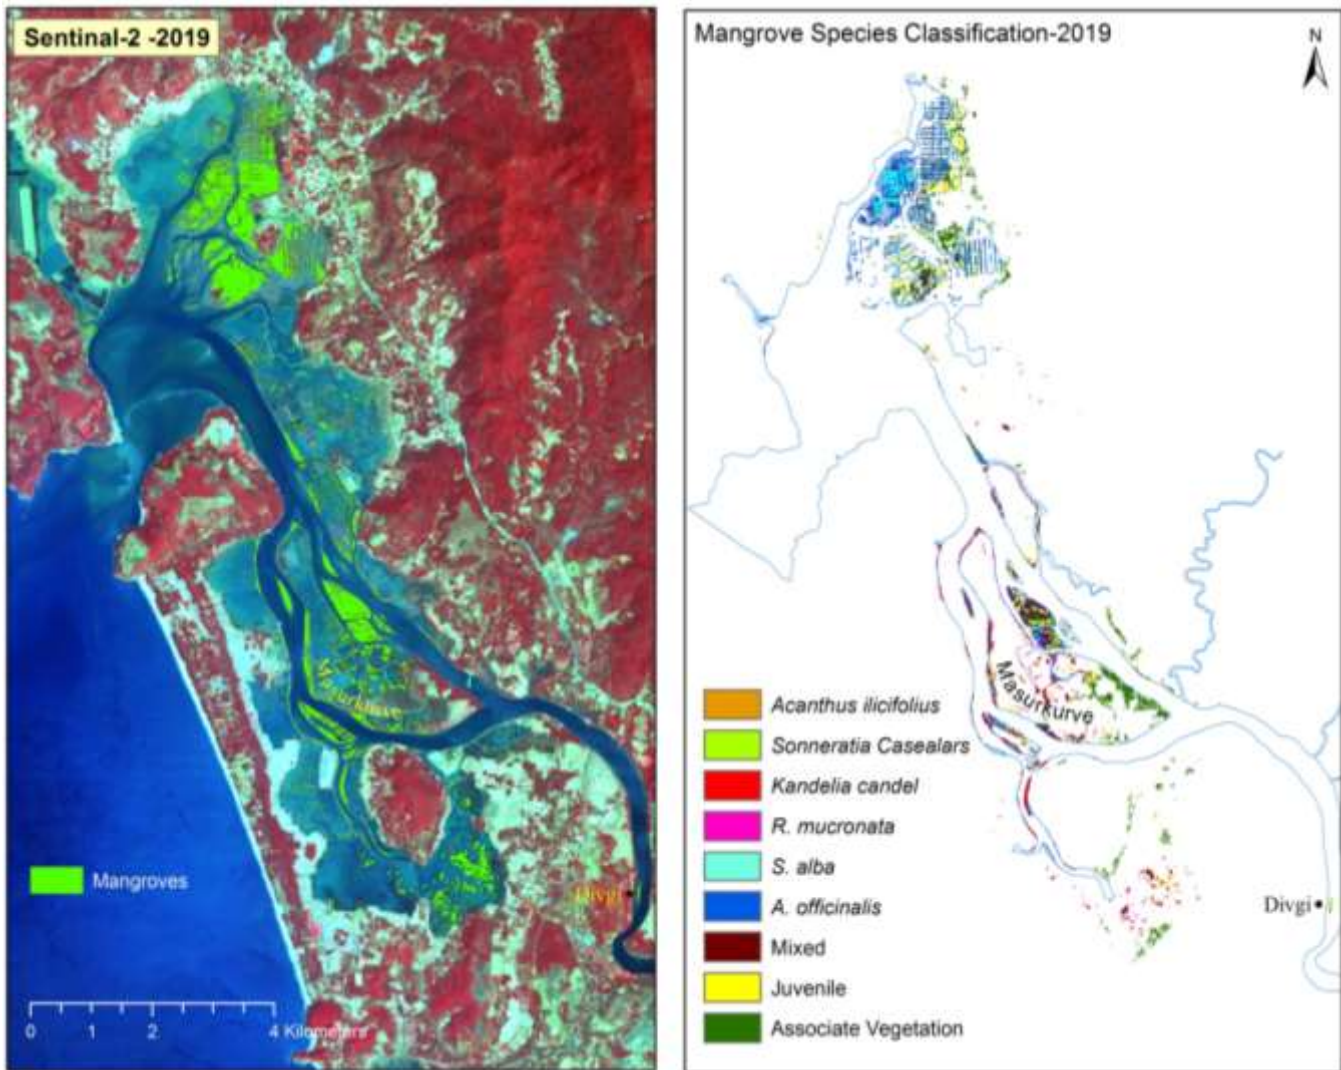 Sentinal-2 -2019
Masurkurve
Mangroves
Divgi
0 1 2 4 Kilometers
Mangrove Species Classification-2019
N
Masurkurve
Acanthus ilicifolius
Sonneratia Casealars
Kandelia candel
R. mucronata
S. alba
A. officinalis
Mixed
Juvenile
Associate Vegetation
Divgi